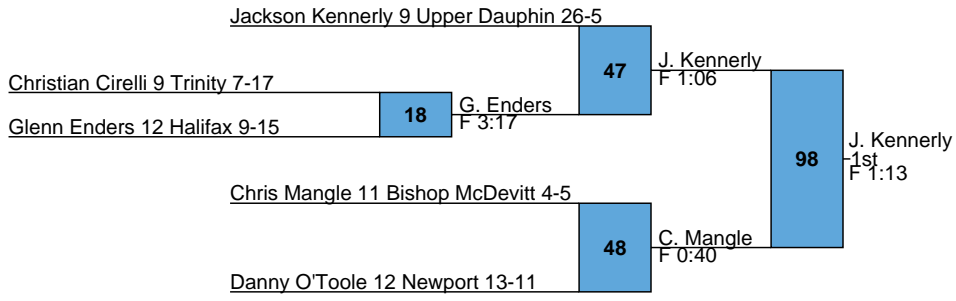 Jackson Kennerly 9 Upper Dauphin 26-5
47
J. Kennerly
F 1:06
Christian Cirelli 9 Trinity 7-17
18
G. Enders
F 3:17
Glenn Enders 12 Halifax 9-15
98
J. Kennerly
1st
F 1:13
Chris Mangle 11 Bishop McDevitt 4-5
48
C. Mangle
F 0:40
Danny O'Toole 12 Newport 13-11